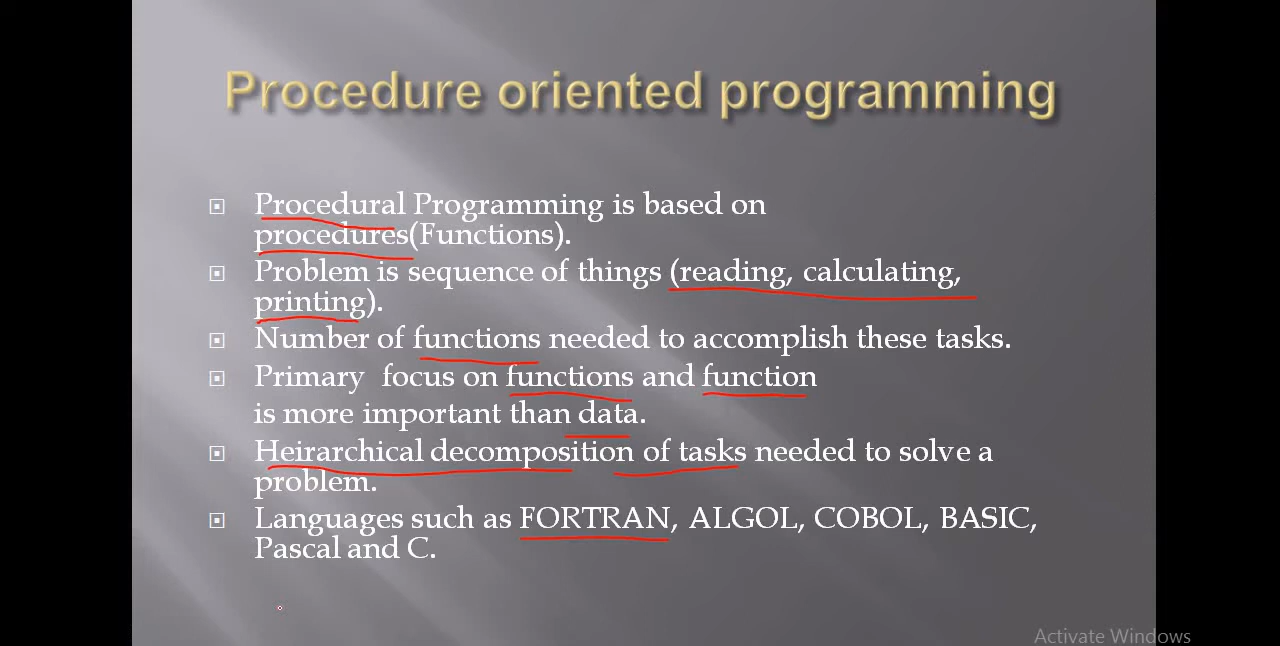 Procedure oriented programming
Procedural Programming is based on
procedures(Functions).
Problem is sequence of things (reading, calculating,
printing).
Number of functions needed to accomplish these tasks.
Primary focus on functions and function
is more important than data.
Heirarchical decomposition of tasks needed to solve a
problem.
Languages such as FORTRAN, ALGOL, COBOL, BASIC,
Pascal and C.
Activate Windows